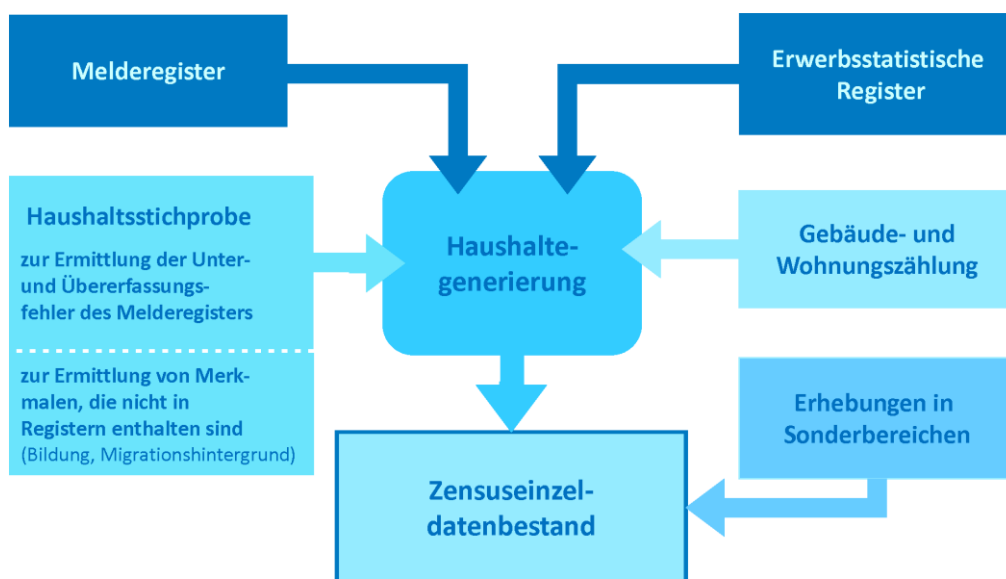 Melderegister
Erwerbsstatistische
Register
Haushaltsstichprobe
zur Ermittlung der Unter-
und Übererfassungs-
fehler des Melderegisters
zur Ermittlung von Merk-
malen, die nicht in
Registern enthalten sind
(Bildung, Migrationshintergrund)
Haushalte-
generierung
Gebäude- und
Wohnungszählung
Erhebungen in
Sonderbereichen
Zensuseinzel-
datenbestand